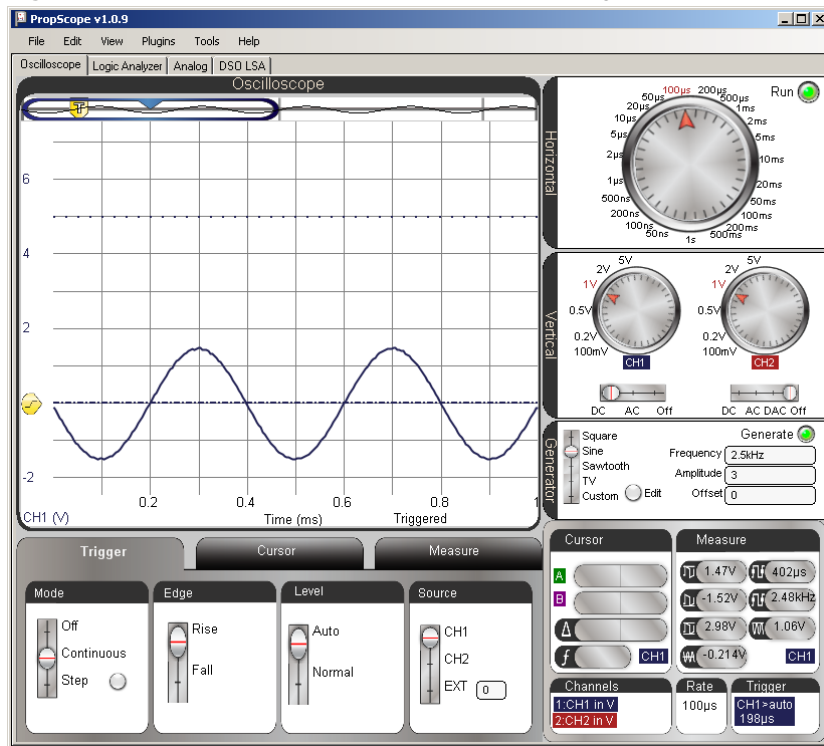 PropScope v1.0.9
File Edit View Plugins Tools Help
Oscilloscope Logic Analyzer Analog DSO LSA
Oscilloscope
T
6
4
2
-2
0.2 0.4 0.6 0.8 1
CH1 (V) Time (ms) Triggered
Horizontal
Run
50ns
100ns
200ns
500ns
1µs
2µs
5µs
10µs
20µs
50µs
100µs
200µs
500µs
1ms
2ms
5ms
10ms
20ms
50ms
100ms
200ms
500ms
1s
Vertical
5V
2V
1V
0.5V
0.2V
100mV
CH1
DC AC Off
5V
2V
1V
0.5V
0.2V
100mV
CH2
DC AC DAC Off
Generator
Square
Sine
Sawtooth
TV
Custom Edit
Generate
Frequency 2.5kHz
Amplitude 3
Offset 0
Trigger Cursor Measure
Mode
Off
Continuous
Step
Edge
Rise
Fall
Level
Auto
Normal
Source
CH1
CH2
EXT 0
Cursor
A
B
Δ
f CH1
Measure
1.47V 402µs
-1.52V 2.48kHz
2.98V 1.06V
-0.214V CH1
Channels
1:CH1 in V
2:CH2 in V
Rate
100µs
Trigger
CH1>auto
198µs